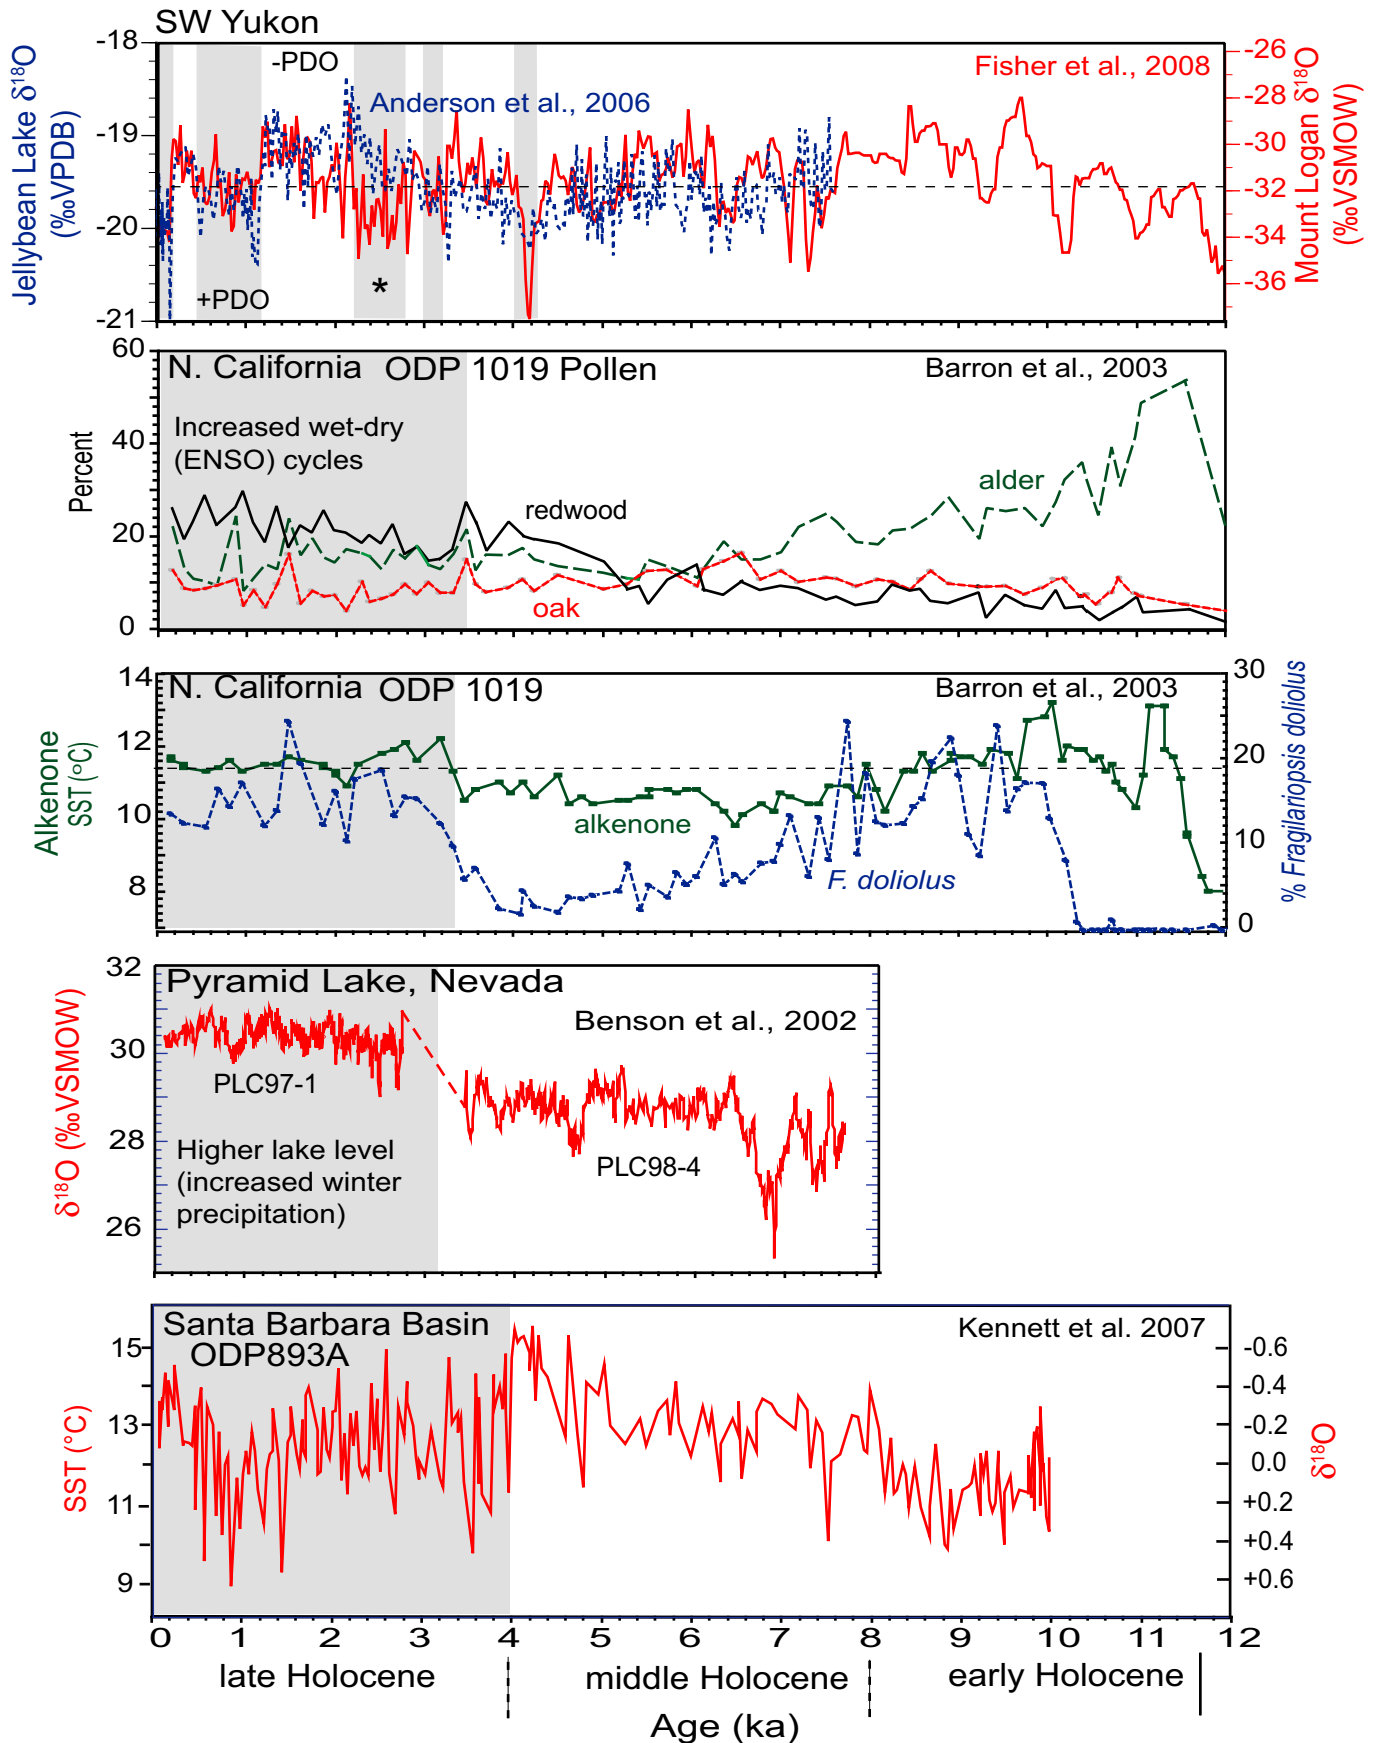 SW Yukon
Jellybean Lake δ18O
(‰VPDB)
-18
-19
-20
-21
-PDO
+PDO
*
Anderson et al., 2006
Fisher et al., 2008
-26
-28
-30
-32
-34
-36
Mount Logan δ18O
(‰VSMOW)
N. California ODP 1019 Pollen
Barron et al., 2003
Increased wet-dry
(ENSO) cycles
Percent
60
40
20
0
redwood
alder
oak
N. California ODP 1019
Barron et al., 2003
Alkenone
SST (°C)
14
12
10
8
alkenone
F. doliolus
30
20
10
0
% Fragilariopsis doliolus
Pyramid Lake, Nevada
Benson et al., 2002
δ18O (‰VSMOW)
32
30
28
26
PLC97-1
PLC98-4
Higher lake level
(increased winter
precipitation)
Santa Barbara Basin
ODP893A
Kennett et al. 2007
SST (°C)
15
13
11
9
-0.6
-0.4
-0.2
0.0
+0.2
+0.4
+0.6
δ18O
0 1 2 3 4 5 6 7 8 9 10 11 12
late Holocene middle Holocene early Holocene
Age (ka)